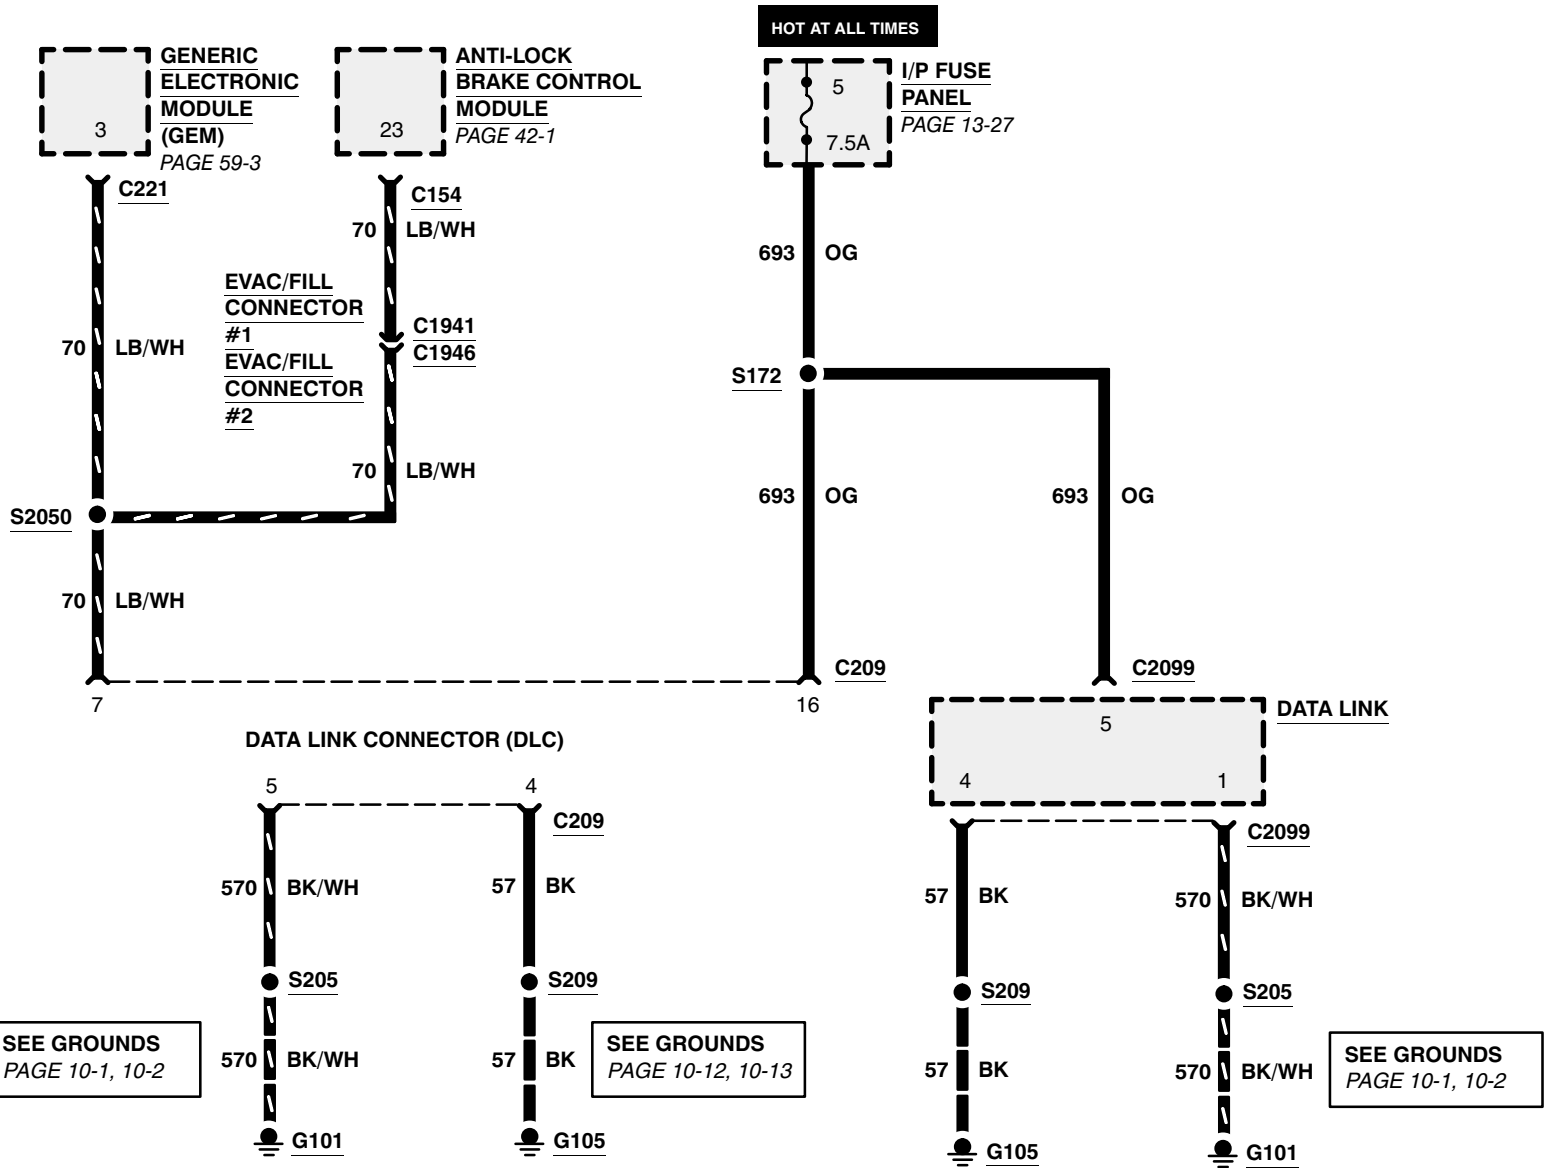 HOT AT ALL TIMES
GENERIC
ELECTRONIC
MODULE
(GEM)
PAGE 59-3
3
ANTI-LOCK
BRAKE CONTROL
MODULE
PAGE 42-1
23
I/P FUSE
PANEL
PAGE 13-27
5
7.5A
C221
C154
70 LB/WH
693 OG
EVAC/FILL
CONNECTOR
#1
EVAC/FILL
CONNECTOR
#2
C1941
C1946
70 LB/WH
S172
70 LB/WH
693 OG
693 OG
S2050
70 LB/WH
C209
C2099
7
16
DATA LINK
5
4
1
DATA LINK CONNECTOR (DLC)
5
4
C209
C2099
570 BK/WH
57 BK
57 BK
570 BK/WH
S205
S209
S209
S205
SEE GROUNDS
PAGE 10-1, 10-2
570 BK/WH
57 BK
SEE GROUNDS
PAGE 10-12, 10-13
57 BK
570 BK/WH
SEE GROUNDS
PAGE 10-1, 10-2
G101
G105
G105
G101